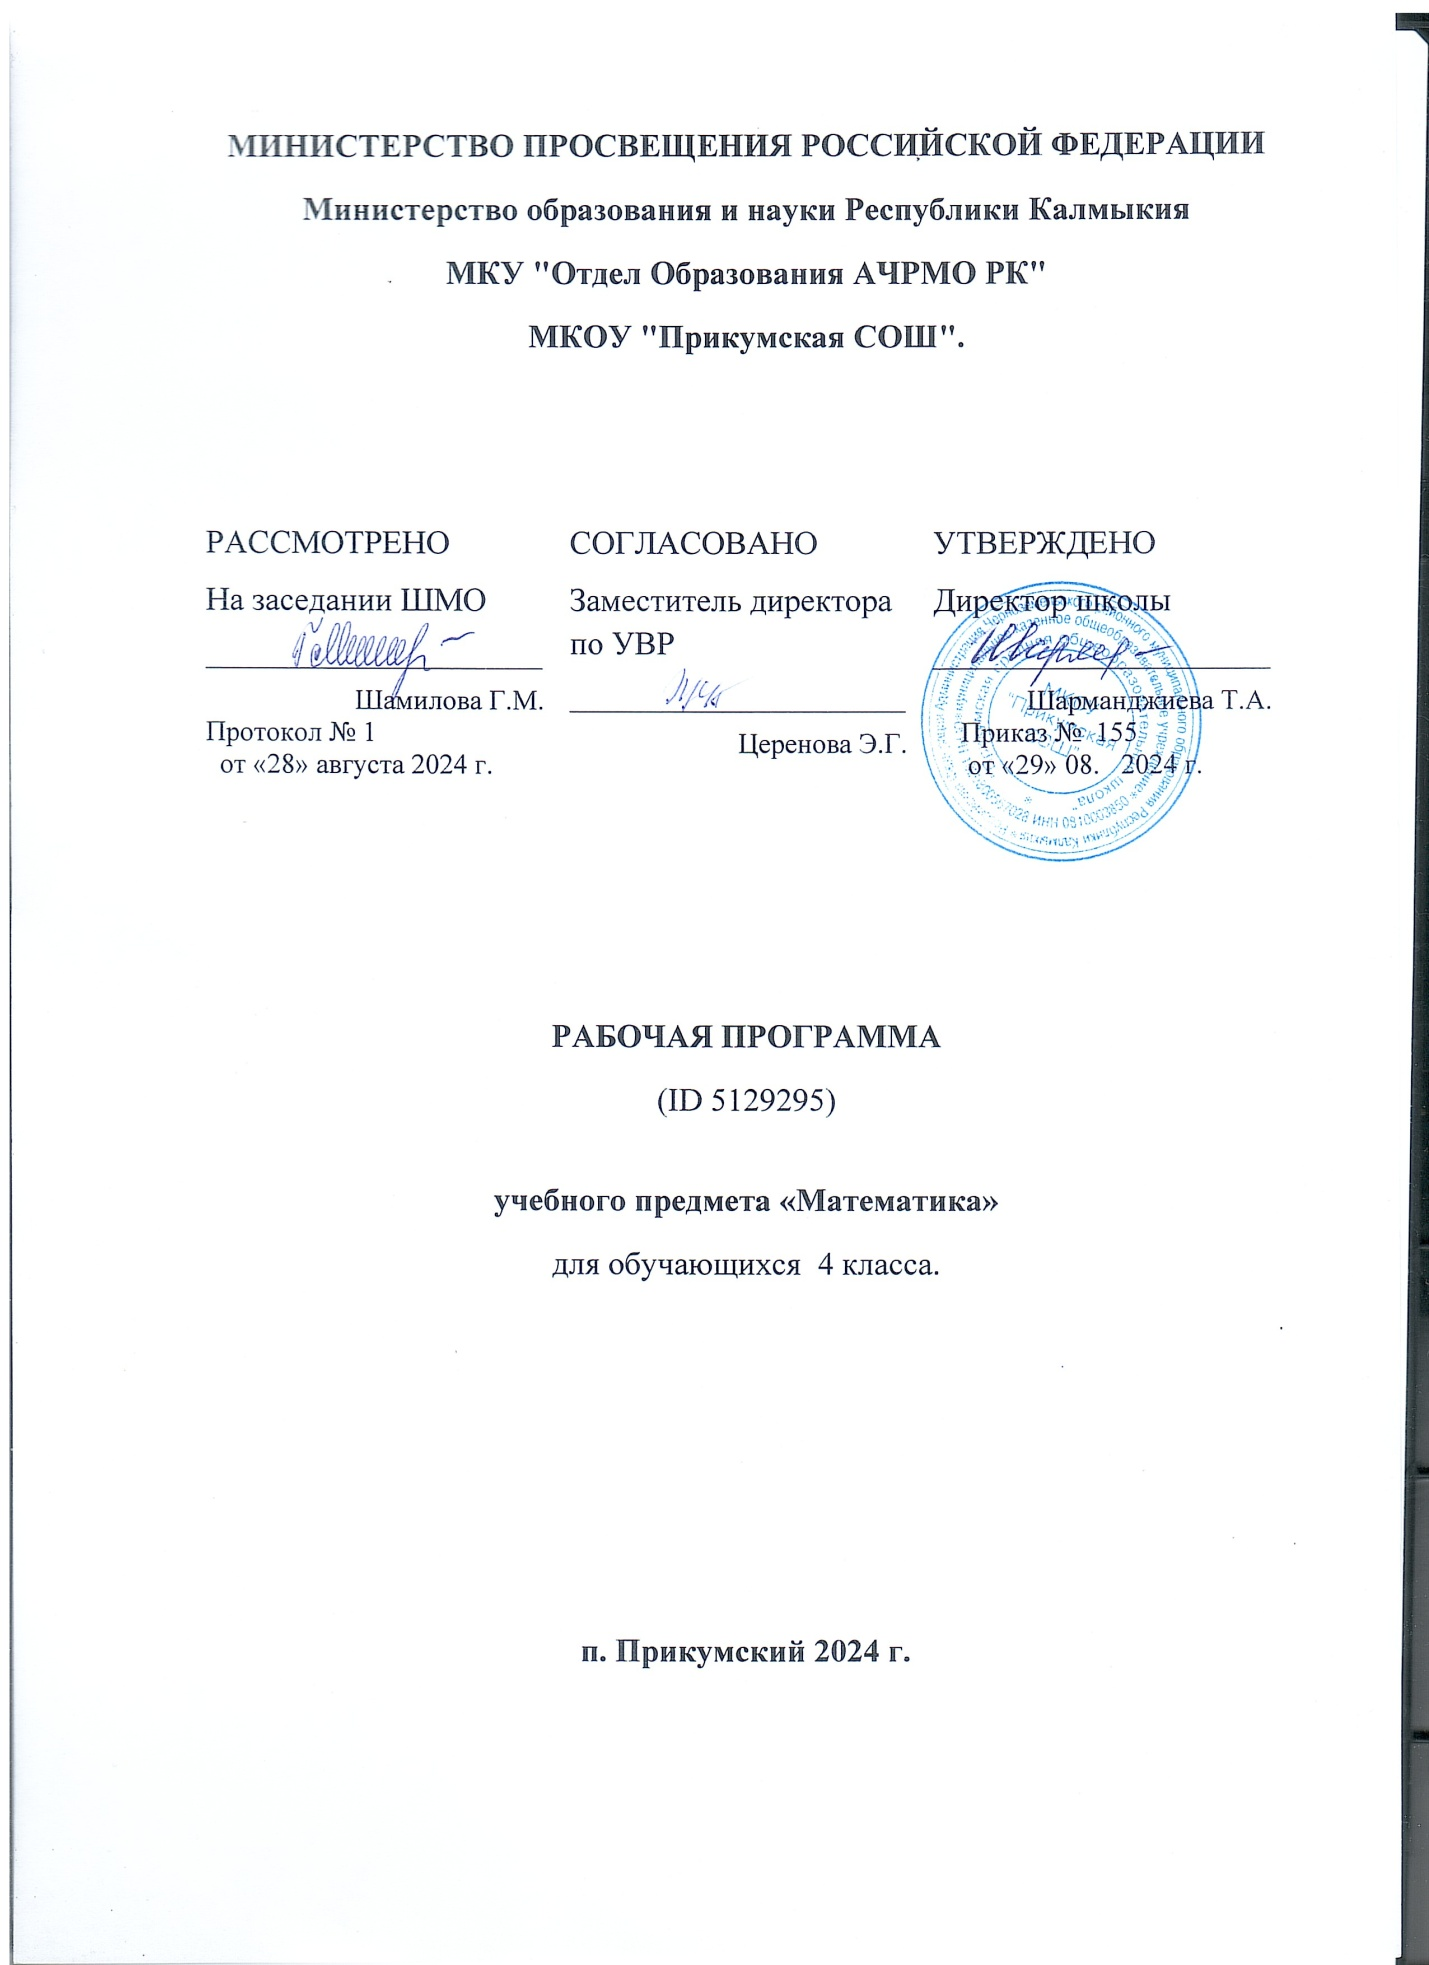 МИНИСТЕРСТВО ПРОСВЕЩЕНИЯ РОССИЙСКОЙ ФЕДЕРАЦИИ
Министерство образования и науки Республики Калмыкия
МКУ "Отдел Образования АЧРМО РК"
МКОУ "Прикумская СОШ".
РАССМОТРЕНО
На заседании ШМО
Шамилова Г.М.
Протокол № 1
от «28» августа 2024 г.
СОГЛАСОВАНО
Заместитель директора
по УВР
Церенова Э.Г.
УТВЕРЖДЕНО
Директор школы
Шарманджиева Т.А.
Приказ № 155
от «29» 08. 2024 г.
МКОУ
"Прикумская
СОШ"
РАБОЧАЯ ПРОГРАММА
(ID 5129295)
учебного предмета «Математика»
для обучающихся 4 класса.
п. Прикумский 2024 г.